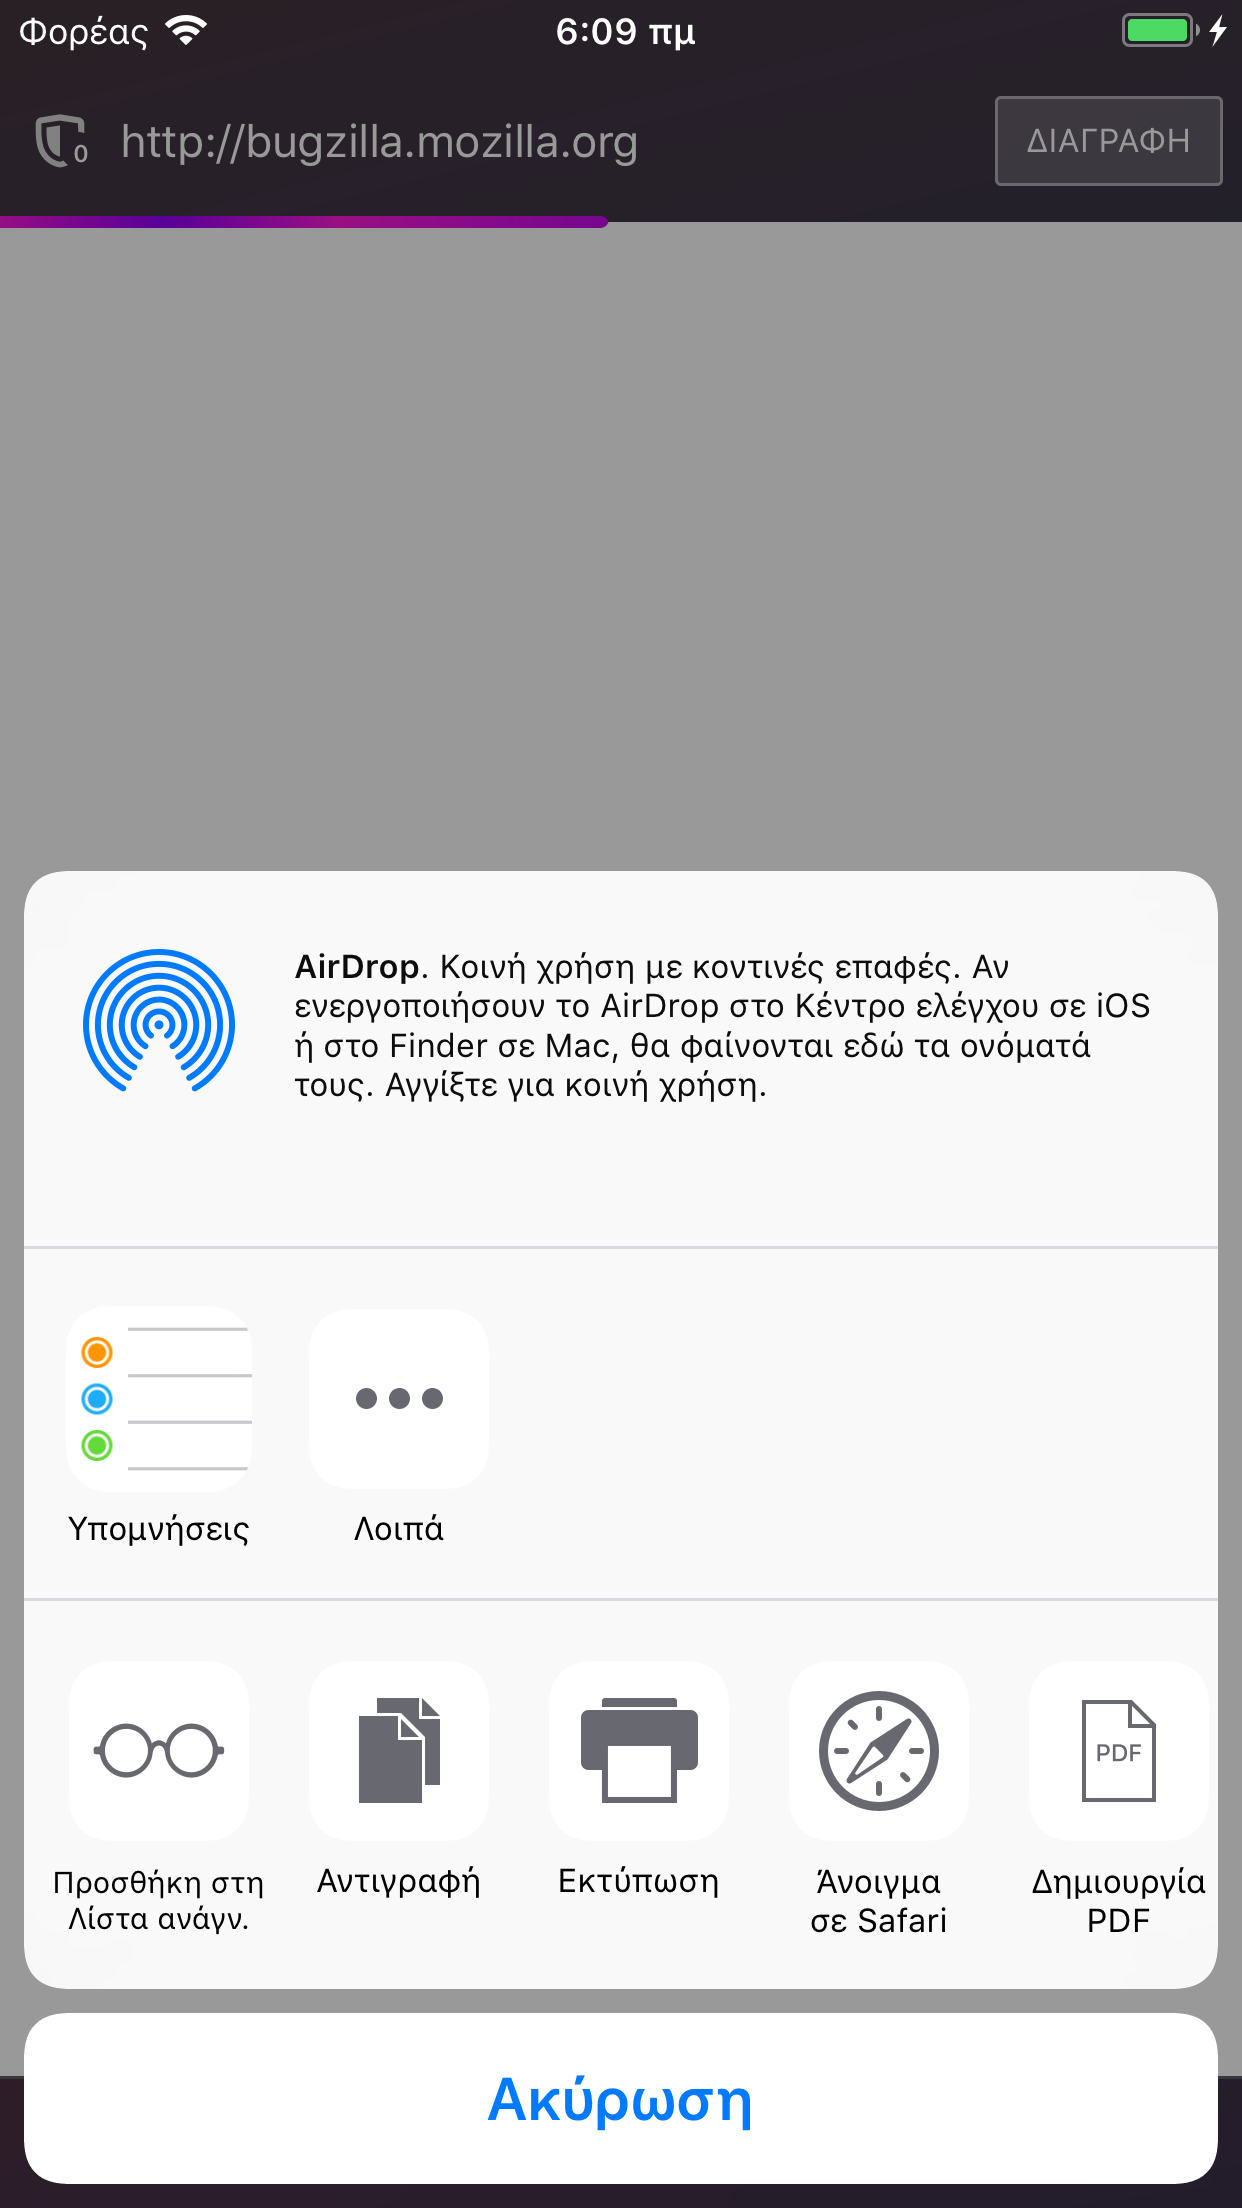 Φορέας
6:09 πμ
0
http://bugzilla.mozilla.org
ΔΙΑΓΡΑΦΗ
AirDrop. Κοινή χρήση με κοντινές επαφές. Αν
ενεργοποιήσουν το AirDrop στο Κέντρο ελέγχου σε iOS
ή στο Finder σε Mac, θα φαίνονται εδώ τα ονόματά
τους. Αγγίξτε για κοινή χρήση.
Υπομνήσεις
Λοιπά
PDF
Προσθήκη στη
Λίστα ανάγν.
Αντιγραφή
Εκτύπωση
Άνοιγμα
σε Safari
Δημιουργία
PDF
Ακύρωση